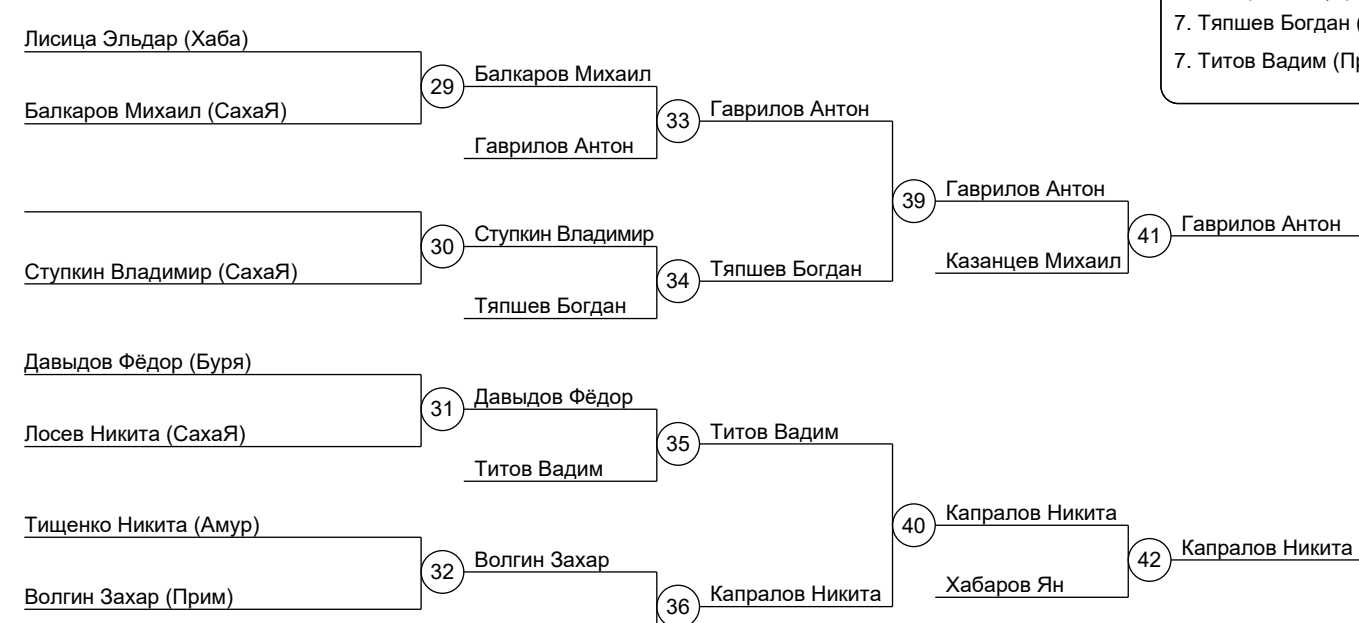 7. Тяпшев Богдан (
7. Титов Вадим (Пр
Лисица Эльдар (Хаба)
29
Балкаров Михаил
Балкаров Михаил (СахаЯ)
33
Гаврилов Антон
Гаврилов Антон
39
Гаврилов Антон
30
Ступкин Владимир
Ступкин Владимир (СахаЯ)
34
Тяпшев Богдан
Тяпшев Богдан
Казанцев Михаил
41
Гаврилов Антон
Давыдов Фёдор (Буря)
31
Давыдов Фёдор
Лосев Никита (СахаЯ)
35
Титов Вадим
Титов Вадим
40
Капралов Никита
Тищенко Никита (Амур)
32
Волгин Захар
Волгин Захар (Прим)
36
Капралов Никита
Хабаров Ян
42
Капралов Никита